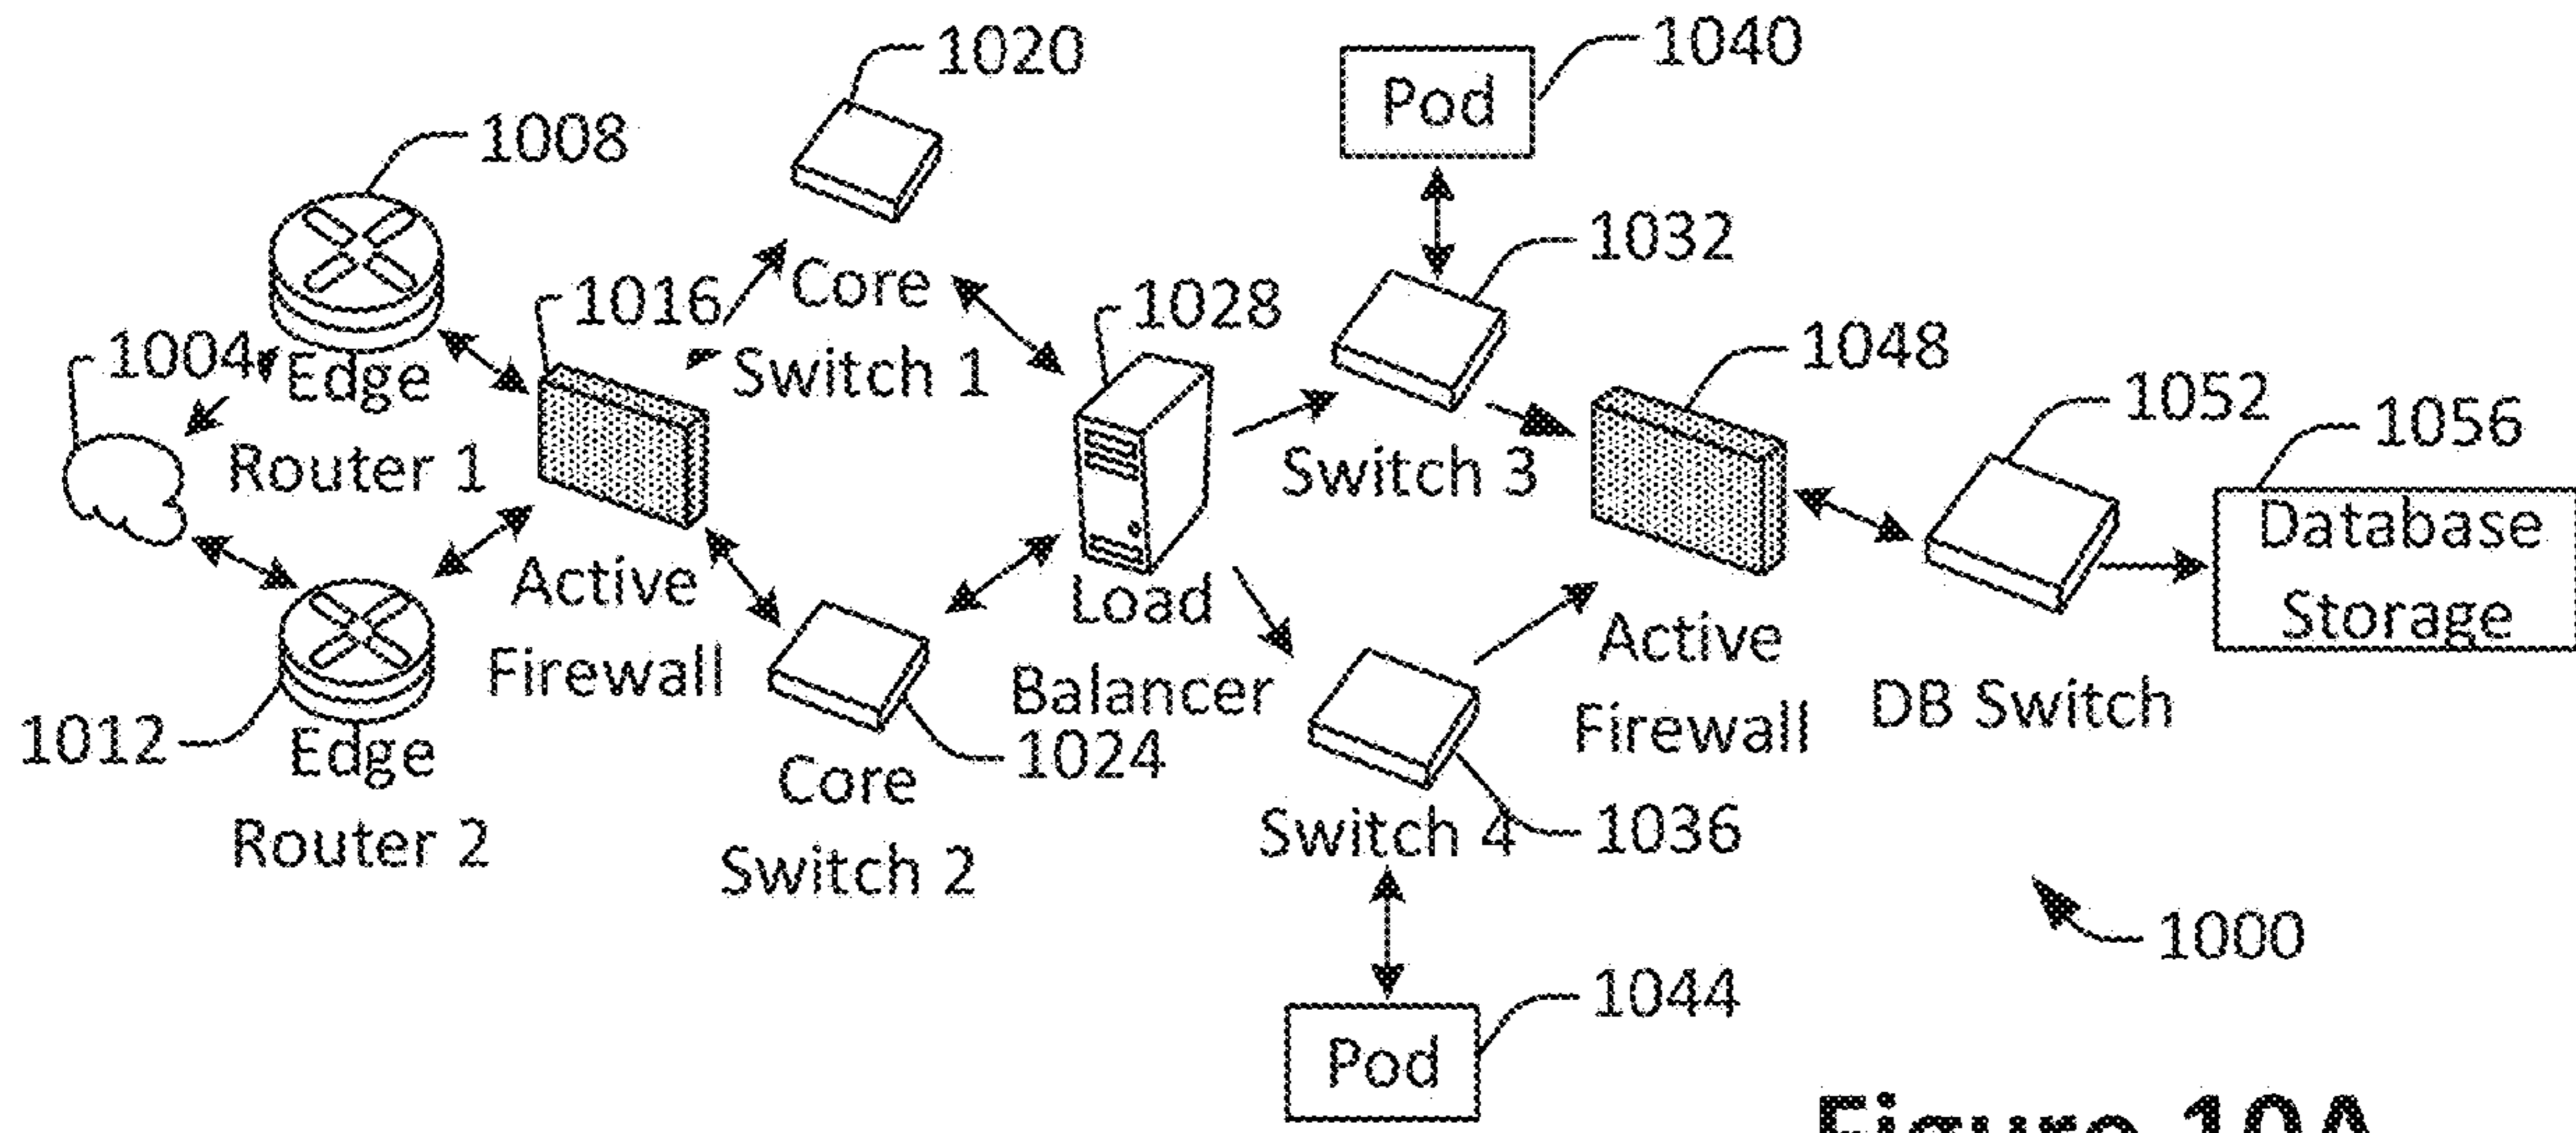 1020
1040
Pod
1008
1032
1016
Core
Switch 1
1028
1004
Edge
Router 1
1048
1052
1056
Switch 3
Database
Storage
Active
Firewall
Load
Balancer
Active
Firewall
DB Switch
1012
Edge
Router 2
1024
Core
Switch 2
Switch 4
1036
1000
1044
Pod
Figure 10A